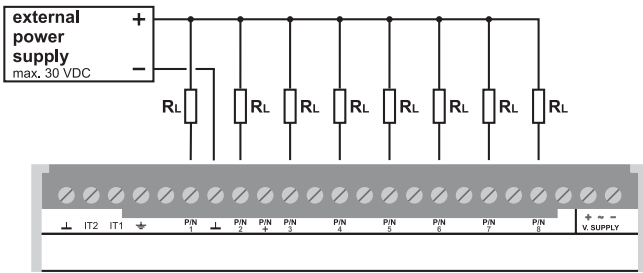 external +
power
supply
max. 30 VDC −
RL RL RL RL RL RL RL RL
⊥ IT2 IT1 ⏚ P/N 1 ⊥ P/N 2 P/N + P/N 3 P/N 4 P/N 5 P/N 6 P/N 7 P/N 8 + ~ −
V. SUPPLY